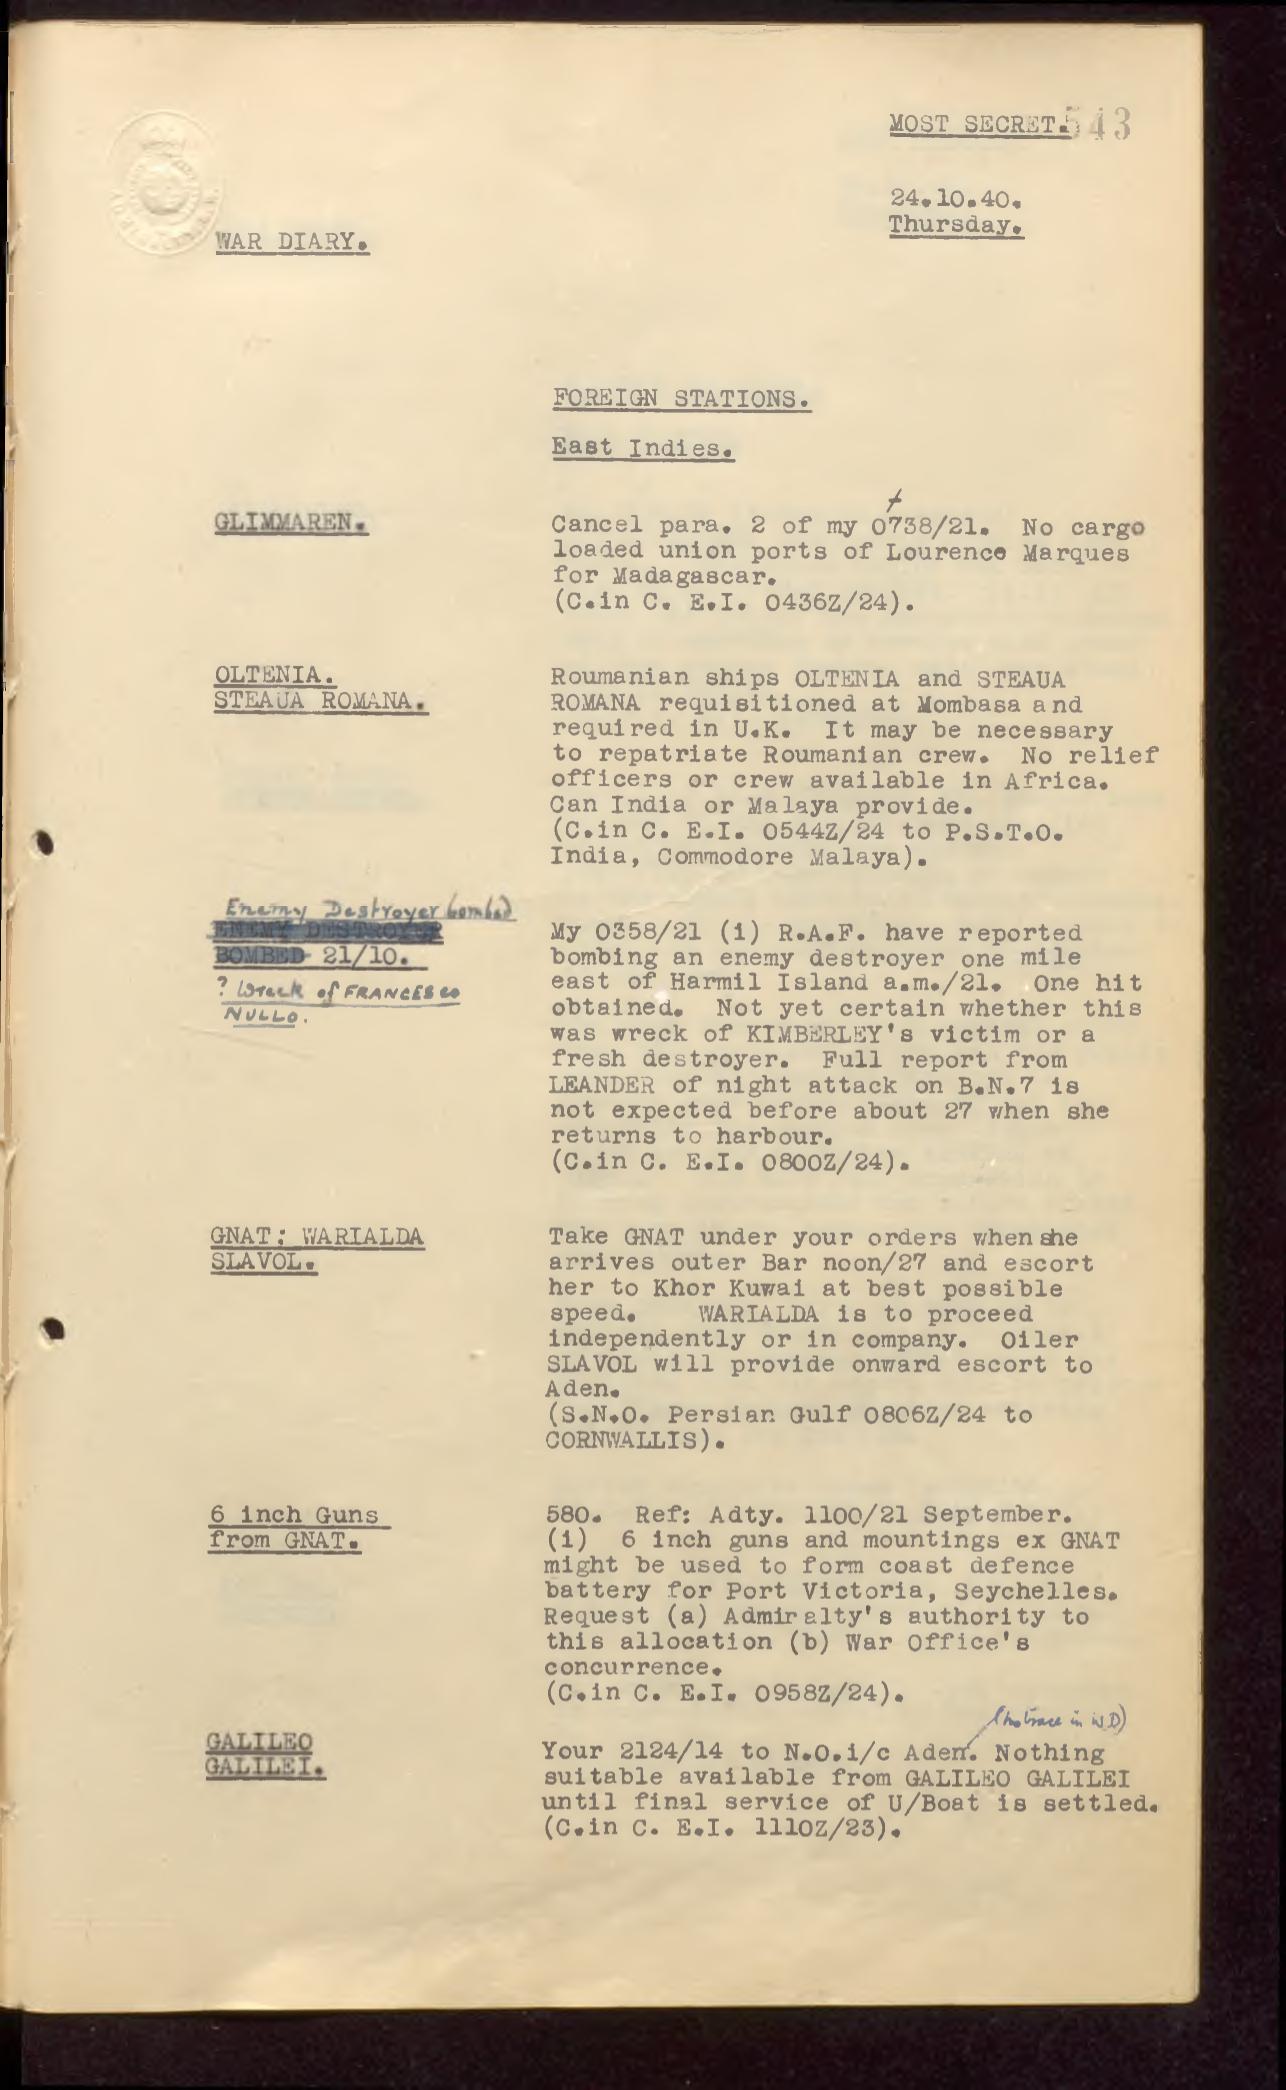 MOST SECRET. 543
24.10.40.
Thursday.
WAR DIARY.
FOREIGN STATIONS.
East Indies.
GLIMMAREN.
Cancel para. 2 of my 0738/21. No cargo
loaded union ports of Lourence Marques
for Madagascar.
(C.in C. E.I. 0436Z/24).
OLTENIA.
STEAUA ROMANA.
Roumanian ships OLTENIA and STEAUA
ROMANA requisitioned at Mombasa and
required in U.K. It may be necessary
to repatriate Roumanian crew. No relief
officers or crew available in Africa.
Can India or Malaya provide.
(C.in C. E.I. 0544Z/24 to P.S.T.O.
India, Commodore Malaya).
Enemy Destroyer bombed
ENEMY DESTROYER
BOMBED 21/10.
? Wreck of FRANCESCO
NULLO.
My 0358/21 (i) R.A.F. have reported
bombing an enemy destroyer one mile
east of Harmil Island a.m./21. One hit
obtained. Not yet certain whether this
was wreck of KIMBERLEY's victim or a
fresh destroyer. Full report from
LEANDER of night attack on B.N.7 is
not expected before about 27 when she
returns to harbour.
(C.in C. E.I. 0800Z/24).
GNAT: WARIALDA
SLAVOL.
Take GNAT under your orders when she
arrives outer Bar noon/27 and escort
her to Khor Kuwai at best possible
speed. WARIALDA is to proceed
independently or in company. Oiler
SLAVOL will provide onward escort to
Aden.
(S.N.O. Persian Gulf 0806Z/24 to
CORNWALLIS).
6 inch Guns
from GNAT.
580. Ref: Adty. 1100/21 September.
(i) 6 inch guns and mountings ex GNAT
might be used to form coast defence
battery for Port Victoria, Seychelles.
Request (a) Admiralty's authority to
this allocation (b) War Office's
concurrence.
(C.in C. E.I. 0958Z/24).
(No trace in W.D)
GALILEO
GALILEI.
Your 2124/14 to N.O.i/c Aden. Nothing
suitable available from GALILEO GALILEI
until final service of U/Boat is settled.
(C.in C. E.I. 1110Z/23).